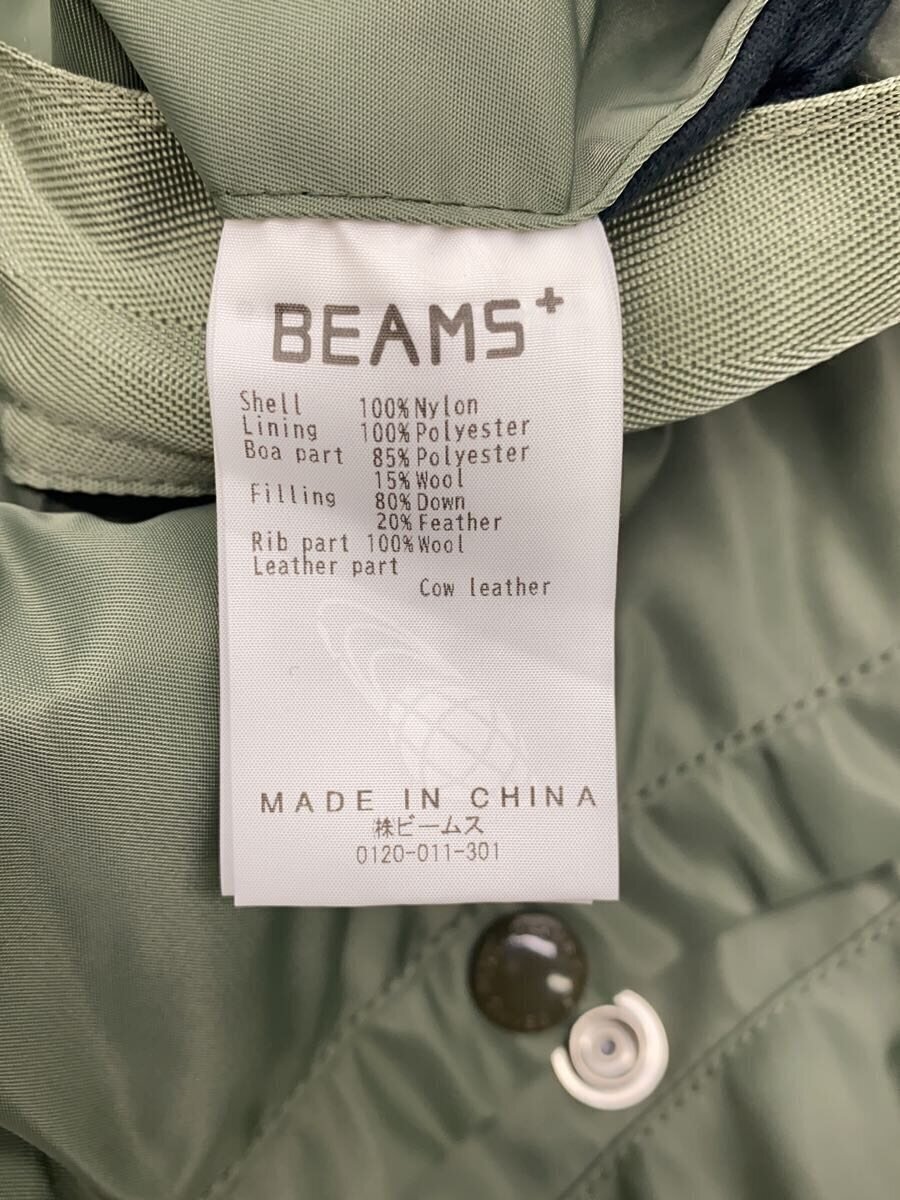 BEAMS+
Shell 100% Nylon
Lining 100% Polyester
Boa part 85% Polyester
15% Wool
Filling 80% Down
20% Feather
Rib part 100% Wool
Leather part
Cow leather
MADE IN CHINA
㈱ビームス
0120-011-301